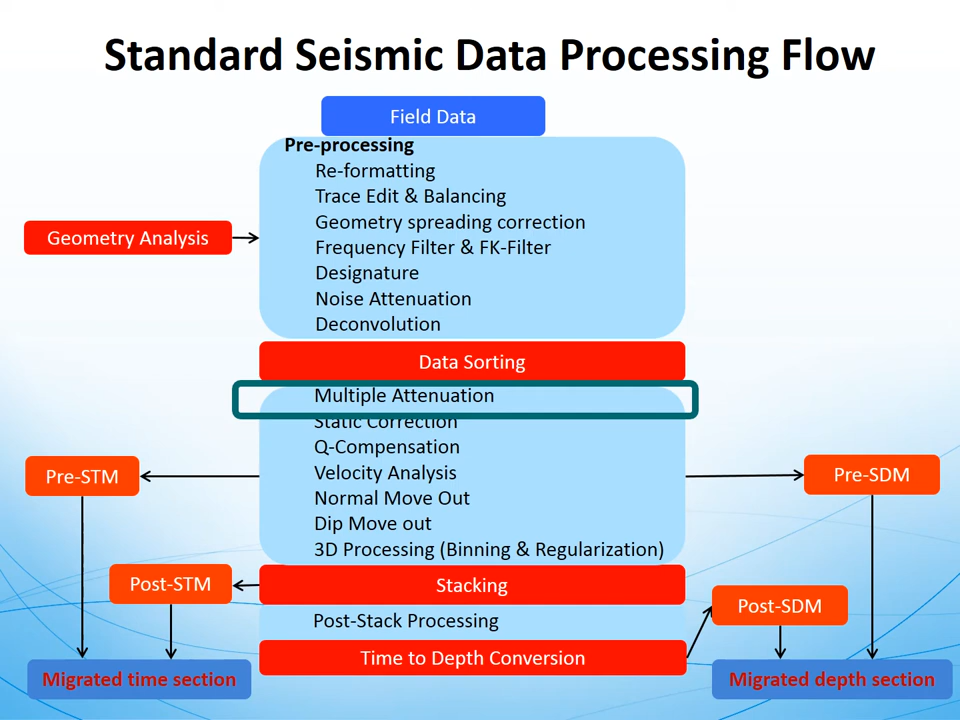 Standard Seismic Data Processing Flow
Field Data
Pre-processing
Re-formatting
Trace Edit & Balancing
Geometry spreading correction
Frequency Filter & FK-Filter
Designature
Noise Attenuation
Deconvolution
Geometry Analysis
Data Sorting
Multiple Attenuation
Static Correction
Q-Compensation
Velocity Analysis
Normal Move Out
Dip Move out
3D Processing (Binning & Regularization)
Pre-STM
Pre-SDM
Post-STM
Stacking
Post-SDM
Post-Stack Processing
Time to Depth Conversion
Migrated time section
Migrated depth section